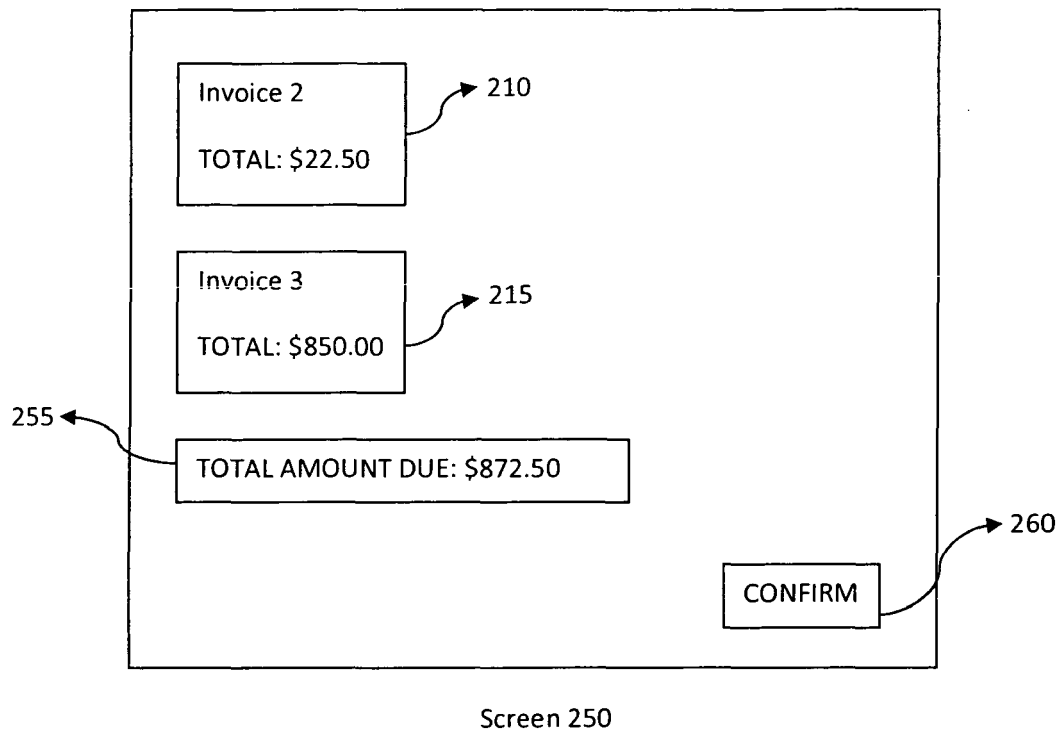 Invoice 2
210
TOTAL: $22.50
Invoice 3
215
TOTAL: $850.00
255
TOTAL AMOUNT DUE: $872.50
260
CONFIRM
Screen 250